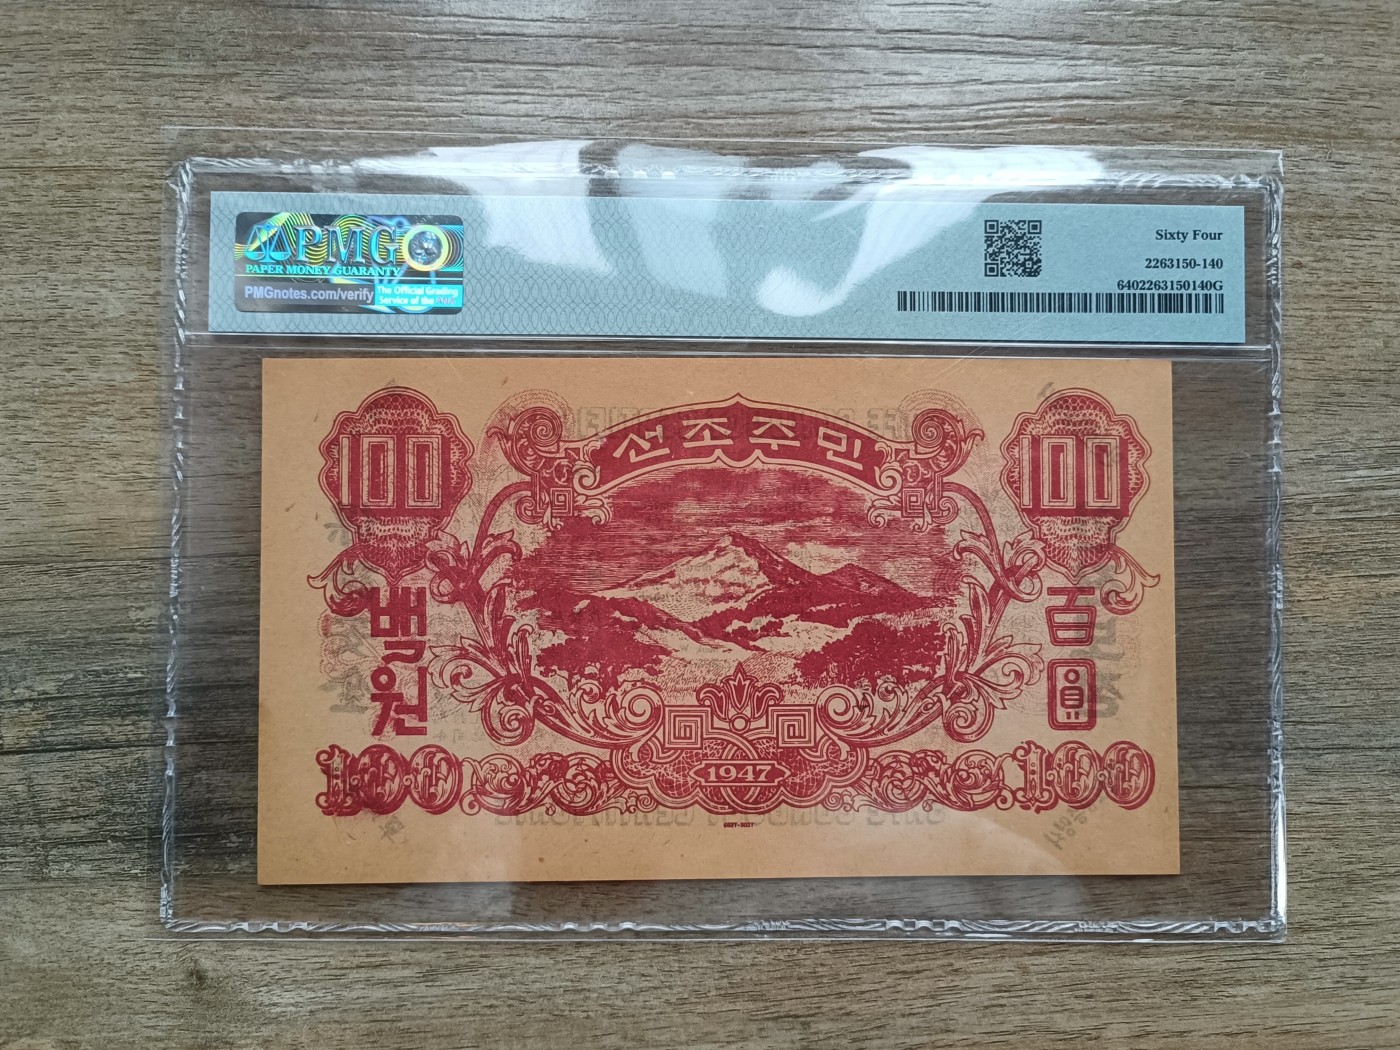 PMG
PAPER MONEY GUARANTY
PMGnotes.com/verify
The Official Grading
Service of the
Sixty Four
2263150-140
6402263150140G
선조주민
100
100
백원
百圓
100
100
1947